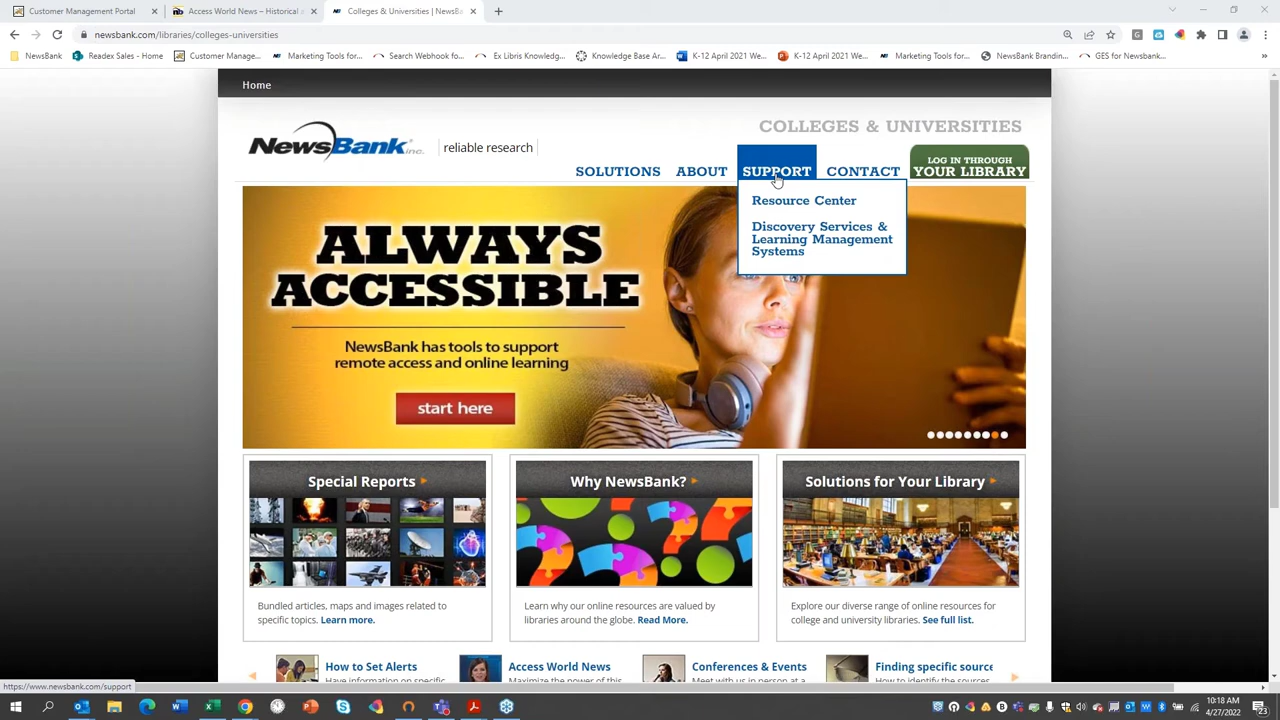 Customer Management Portal
Access World News – Historical a
Colleges & Universities | NewsBa
newsbank.com/libraries/colleges-universities
NewsBank
Readex Sales - Home
Customer Manage...
Marketing Tools for...
Search Webhook fo...
Ex Libris Knowledg...
Knowledge Base Ar...
K-12 April 2021 We...
K-12 April 2021 We...
Marketing Tools for...
NewsBank Brandin...
GES for Newsbank...
Home
COLLEGES & UNIVERSITIES
NewsBank inc.
reliable research
SOLUTIONS
ABOUT
SUPPORT
CONTACT
LOG IN THROUGH
YOUR LIBRARY
Resource Center
Discovery Services &
Learning Management
Systems
ALWAYS
ACCESSIBLE
NewsBank has tools to support
remote access and online learning
start here
Special Reports
Bundled articles, maps and images related to
specific topics. Learn more.
Why NewsBank?
Learn why our online resources are valued by
libraries around the globe. Read More.
Solutions for Your Library
Explore our diverse range of online resources for
college and university libraries. See full list.
How to Set Alerts
Have information on specific
Access World News
Maximize the power of this
Conferences & Events
Meet with us in person at a
Finding specific source
How to identify the sources
https://www.newsbank.com/support
10:18 AM
4/27/2022
23